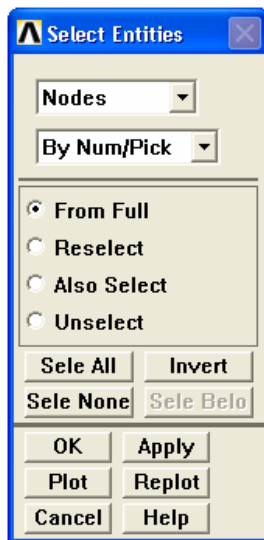 Select Entities
Nodes
By Num/Pick
From Full
Reselect
Also Select
Unselect
Sele All Invert
Sele None Sele Belo
OK Apply
Plot Replot
Cancel Help